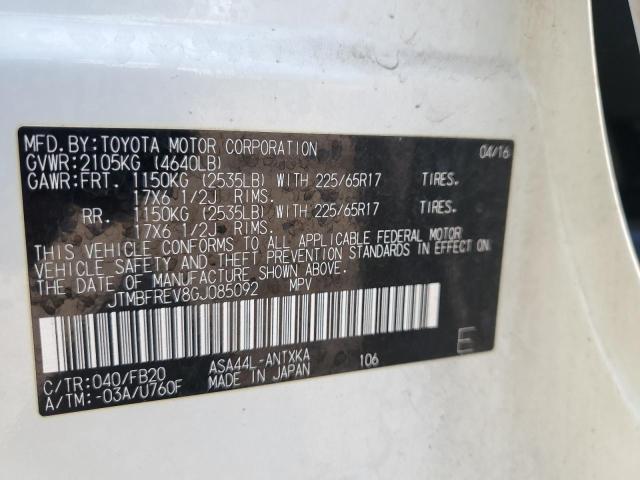 MFD.BY:TOYOTA MOTOR CORPORATION 04/16
GVWR:2105KG (4640LB)
GAWR:FRT. 1150KG (2535LB) WITH 225/65R17 TIRES.
17X6 1/2J RIMS.
RR. 1150KG (2535LB) WITH 225/65R17 TIRES.
17X6 1/2J RIMS.
THIS VEHICLE CONFORMS TO ALL APPLICABLE FEDERAL MOTOR
VEHICLE SAFETY AND THEFT PREVENTION STANDARDS IN EFFECT ON
THE DATE OF MANUFACTURE SHOWN ABOVE.
JTMBFREV8GJ085092 MPV
C/TR:040/FB20 ASA44L-ANTXKA 106 E
A/TM:-03A/U760F MADE IN JAPAN